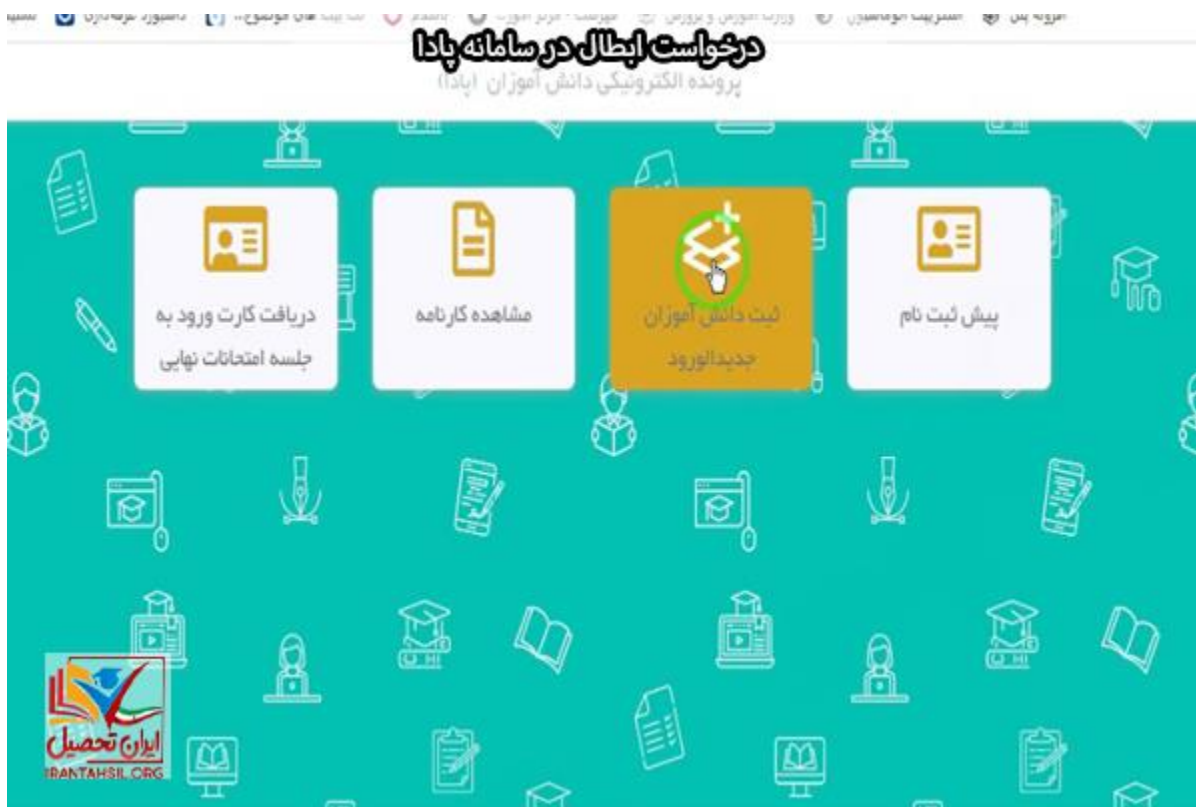 درخواست ابطال در سامانه پادا
پرونده الکترونیکی دانش آموزان (پادا)
پیش ثبت نام
ثبت دانش آموزان
جدیدالورود
مشاهده کارنامه
دریافت کارت ورود به
جلسه امتحانات نهایی
ایران تحصیل
IRANTAHSIL.ORG